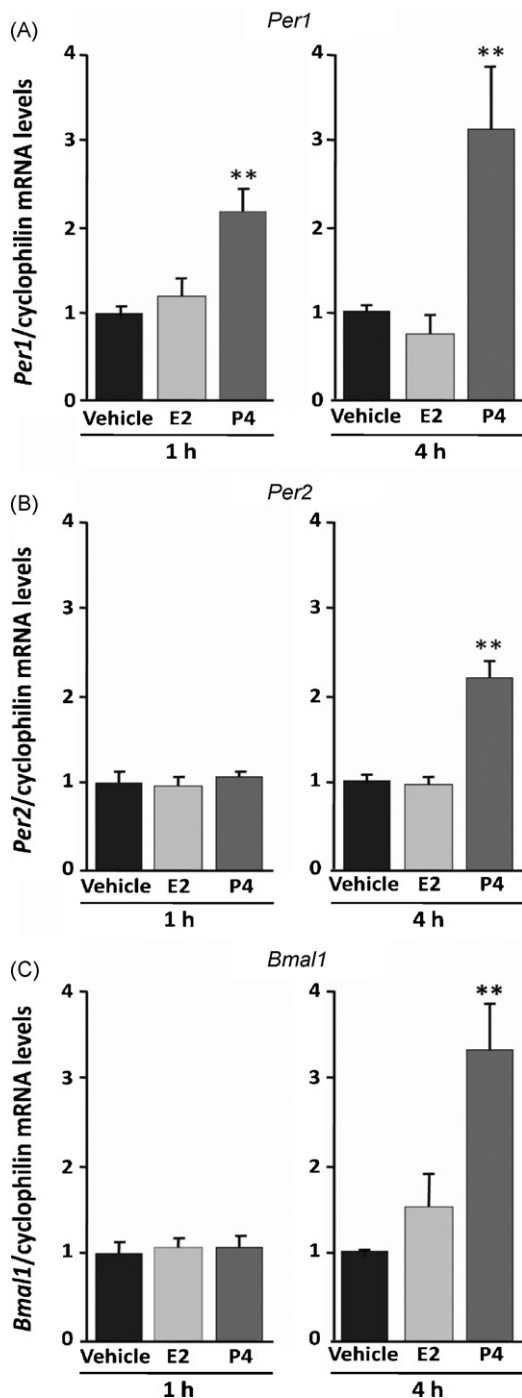 (A)
Per1
Per1/cyclophilin mRNA levels
4
3
2
1
0
**
Vehicle E2 P4
1 h
**
4
3
2
1
0
Vehicle E2 P4
4 h
(B)
Per2
Per2/cyclophilin mRNA levels
4
3
2
1
0
Vehicle E2 P4
1 h
4
3
2
1
0
**
Vehicle E2 P4
4 h
(C)
Bmal1
Bmal1/cyclophilin mRNA levels
4
3
2
1
0
Vehicle E2 P4
1 h
**
4
3
2
1
0
Vehicle E2 P4
4 h